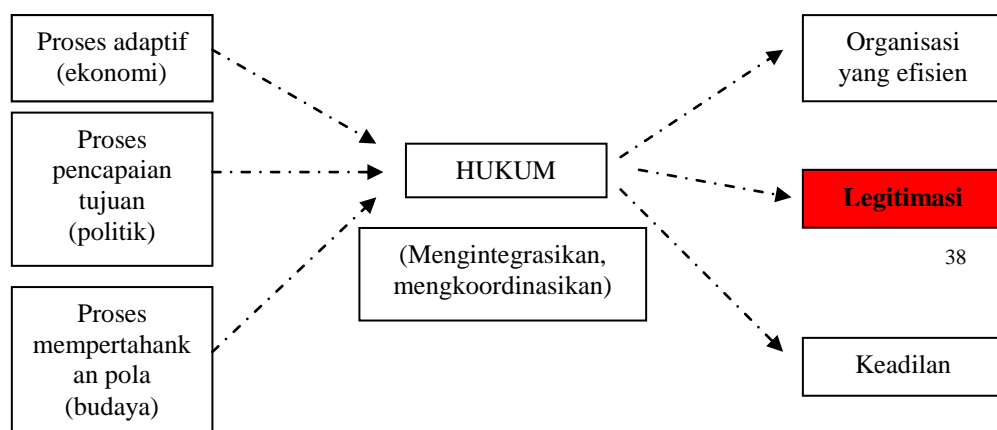 Proses adaptif
(ekonomi)
Proses
pencapaian
tujuan
(politik)
Proses
mempertahank
an pola
(budaya)
HUKUM
(Mengintegrasikan,
mengkoordinasikan)
Organisasi
yang efisien
Legitimasi
38
Keadilan